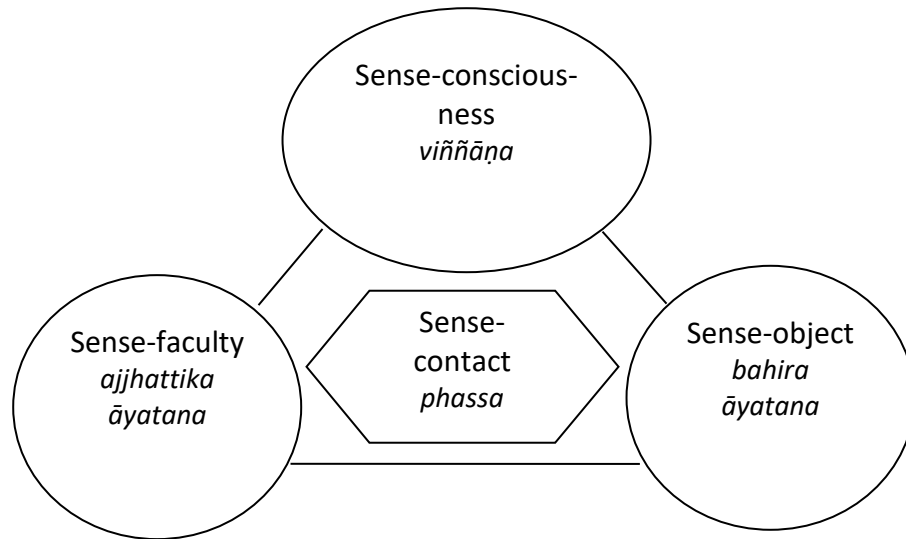 Sense-conscious-
ness
viññāṇa
Sense-faculty
ajjhattika
āyatana
Sense-
contact
phassa
Sense-object
bahira
āyatana